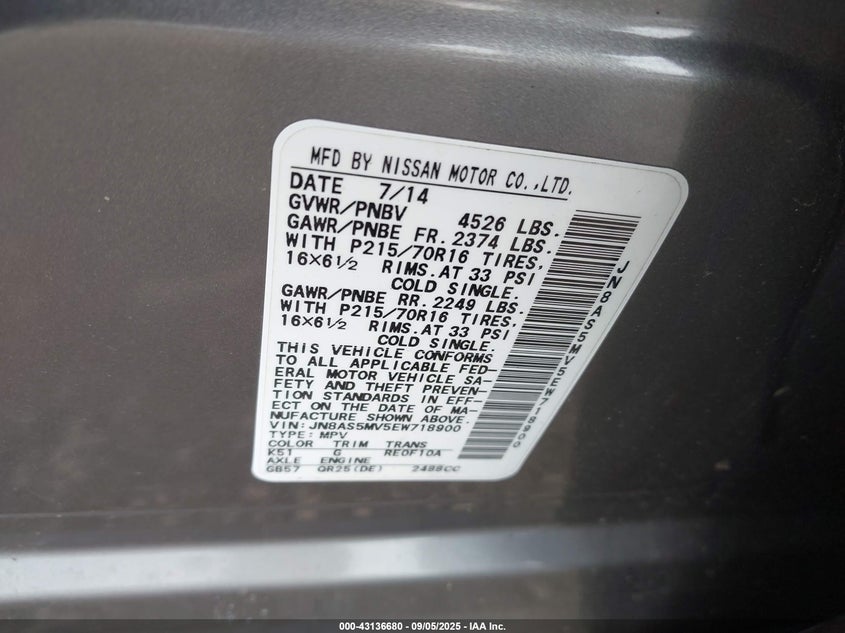 MFD BY NISSAN MOTOR CO.,LTD.
DATE 7/14
GVWR/PNBV 4526 LBS.
GAWR/PNBE FR. 2374 LBS.
WITH P215/70R16 TIRES,
16×6½ RIMS.AT 33 PSI
COLD SINGLE.
GAWR/PNBE RR. 2249 LBS.
WITH P215/70R16 TIRES,
16×6½ RIMS.AT 33 PSI
COLD SINGLE.
THIS VEHICLE CONFORMS
TO ALL APPLICABLE FED-
ERAL MOTOR VEHICLE SA-
FETY AND THEFT PREVEN-
TION STANDARDS IN EFF-
ECT ON THE DATE OF MA-
NUFACTURE SHOWN ABOVE.
VIN:JN8AS5MV5EW718900
TYPE:MPV
COLOR TRIM TRANS
K51 G RE0F10A
AXLE ENGINE
GB57 QR25(DE) 2488CC
JN8AS5MV5EW718900
000-43136680 - 09/05/2025 - IAA Inc.